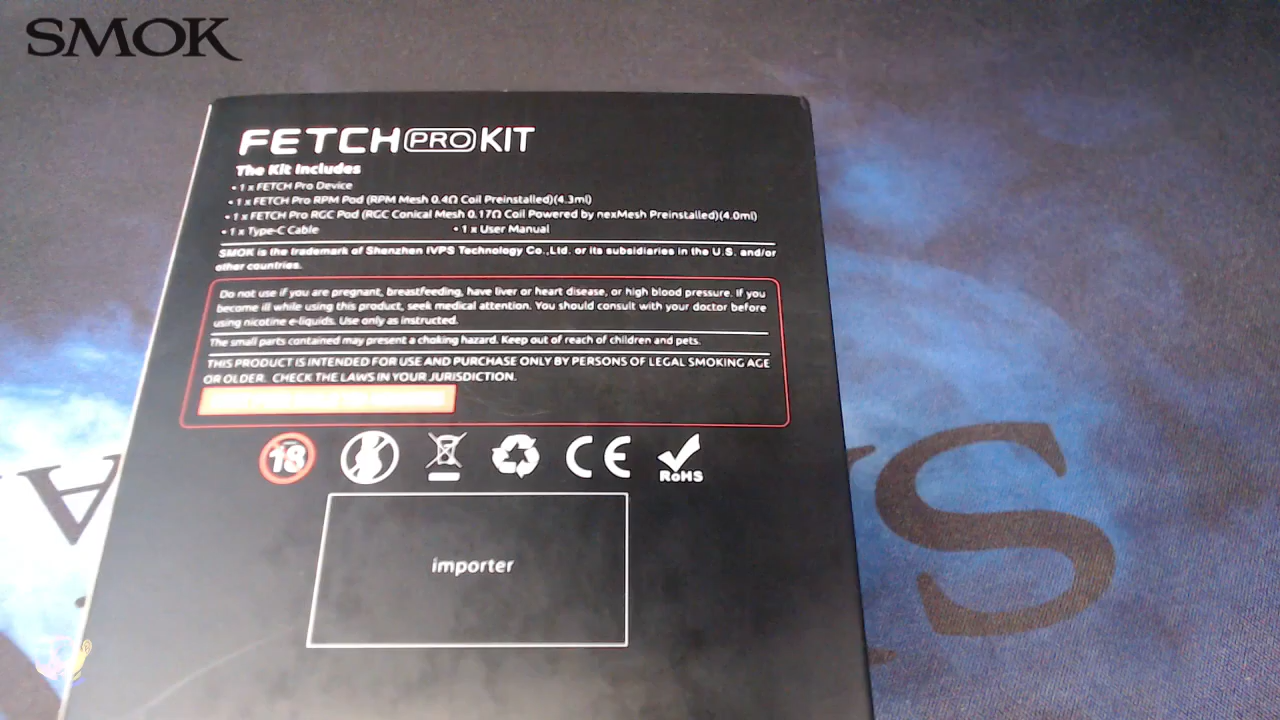 SMOK
FETCH PRO KIT
The Kit Includes
• 1 x FETCH Pro Device
• 1 x FETCH Pro RPM Pod (RPM Mesh 0.4Ω Coil Preinstalled)(4.3ml)
• 1 x FETCH Pro RGC Pod (RGC Conical Mesh 0.17Ω Coil Powered by nexMesh Preinstalled)(4.0ml)
• 1 x Type-C Cable • 1 x User Manual
SMOK is the trademark of Shenzhen IVPS Technology Co.,Ltd. or its subsidiaries in the U.S. and/or
other countries.
Do not use if you are pregnant, breastfeeding, have liver or heart disease, or high blood pressure. If you
become ill while using this product, seek medical attention. You should consult with your doctor before
using nicotine e-liquids. Use only as instructed.
The small parts contained may present a choking hazard. Keep out of reach of children and pets.
THIS PRODUCT IS INTENDED FOR USE AND PURCHASE ONLY BY PERSONS OF LEGAL SMOKING AGE
OR OLDER. CHECK THE LAWS IN YOUR JURISDICTION.
18
CE
RoHS
importer
S